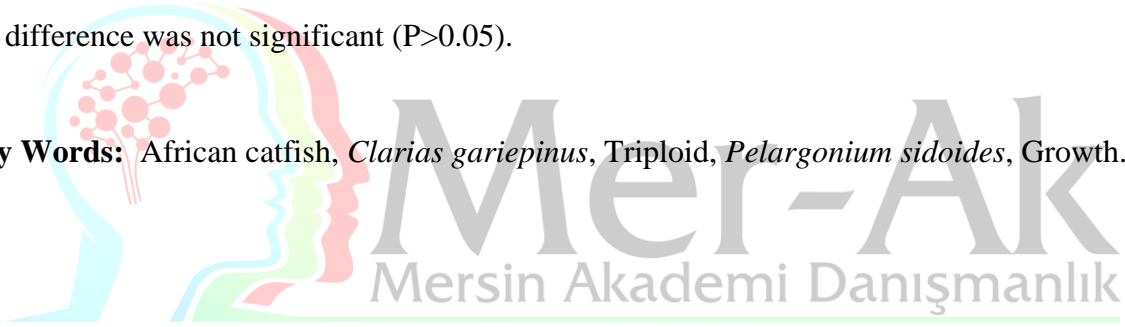 difference was not significant (P>0.05).
y Words: African catfish, Clarias gariepinus, Triploid, Pelargonium sidoides, Growth.
Mer-Ak
Mersin Akademi Danışmanlık